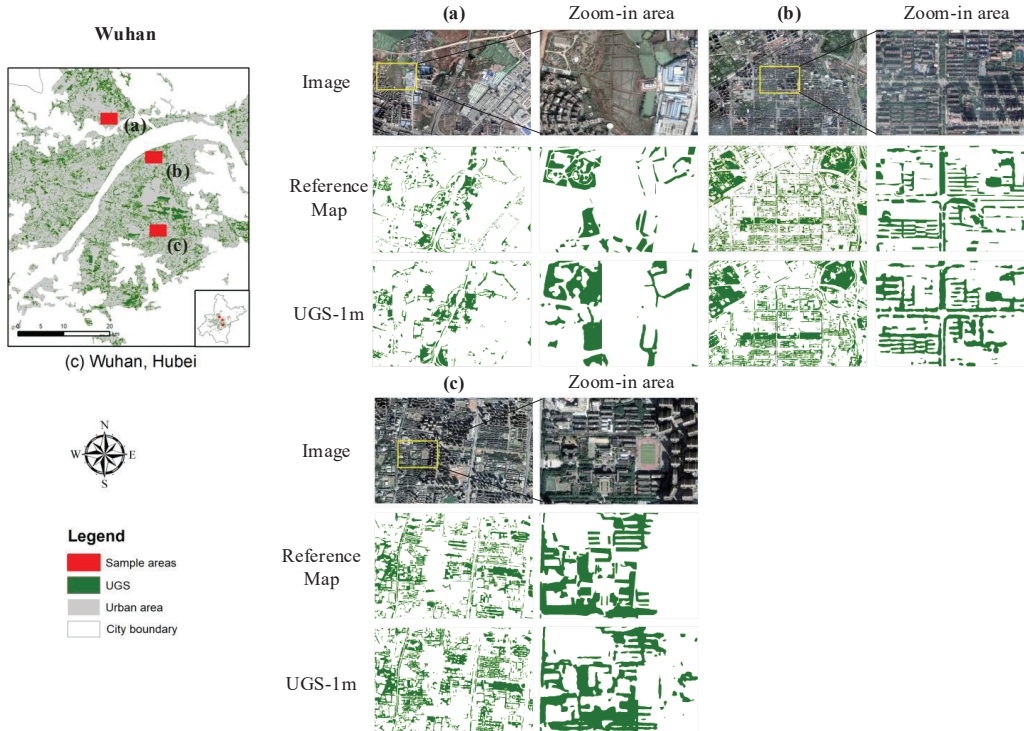 Wuhan
(a)
(b)
(c)
0 5 10 20
km
(c) Wuhan, Hubei
N
W E
S
Legend
Sample areas
UGS
Urban area
City boundary
(a) Zoom-in area (b) Zoom-in area
Image
Reference
Map
UGS-1m
(c) Zoom-in area
Image
Reference
Map
UGS-1m